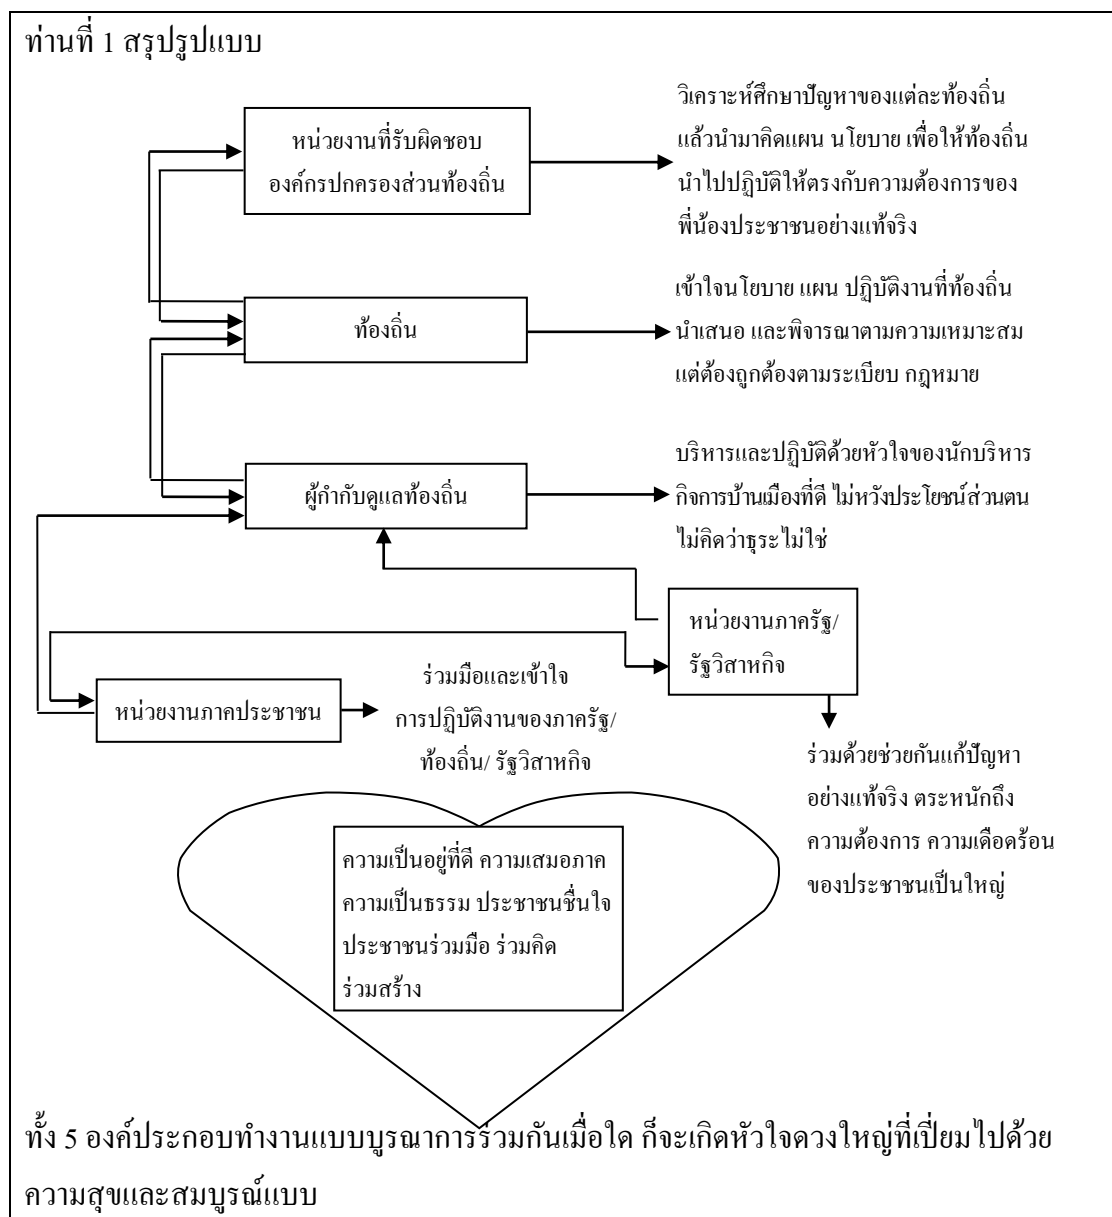 ท่านที่ 1 สรุปรูปแบบ
หน่วยงานที่รับผิดชอบ
องค์กรปกครองส่วนท้องถิ่น
วิเคราะห์ศึกษาปัญหาของแต่ละท้องถิ่น
แล้วนำมาคิดแผน นโยบาย เพื่อให้ท้องถิ่น
นำไปปฏิบัติให้ตรงกับความต้องการของ
พี่น้องประชาชนอย่างแท้จริง
ท้องถิ่น
เข้าใจนโยบาย แผน ปฏิบัติงานที่ท้องถิ่น
นำเสนอ และพิจารณาตามความเหมาะสม
แต่ต้องถูกต้องตามระเบียบ กฎหมาย
ผู้กำกับดูแลท้องถิ่น
บริหารและปฏิบัติด้วยหัวใจของนักบริหาร
กิจการบ้านเมืองที่ดี ไม่หวังประโยชน์ส่วนตน
ไม่คิดว่าธุระไม่ใช่
หน่วยงานภาครัฐ/
รัฐวิสาหกิจ
หน่วยงานภาคประชาชน
ร่วมมือและเข้าใจ
การปฏิบัติงานของภาครัฐ/
ท้องถิ่น/ รัฐวิสาหกิจ
ร่วมด้วยช่วยกันแก้ปัญหา
อย่างแท้จริง ตระหนักถึง
ความต้องการ ความเดือดร้อน
ของประชาชนเป็นใหญ่
ความเป็นอยู่ที่ดี ความเสมอภาค
ความเป็นธรรม ประชาชนชื่นใจ
ประชาชนร่วมมือ ร่วมคิด
ร่วมสร้าง
ทั้ง 5 องค์ประกอบทำงานแบบบูรณาการร่วมกันเมื่อใด ก็จะเกิดหัวใจดวงใหญ่ที่เปี่ยมไปด้วย
ความสุขและสมบูรณ์แบบ